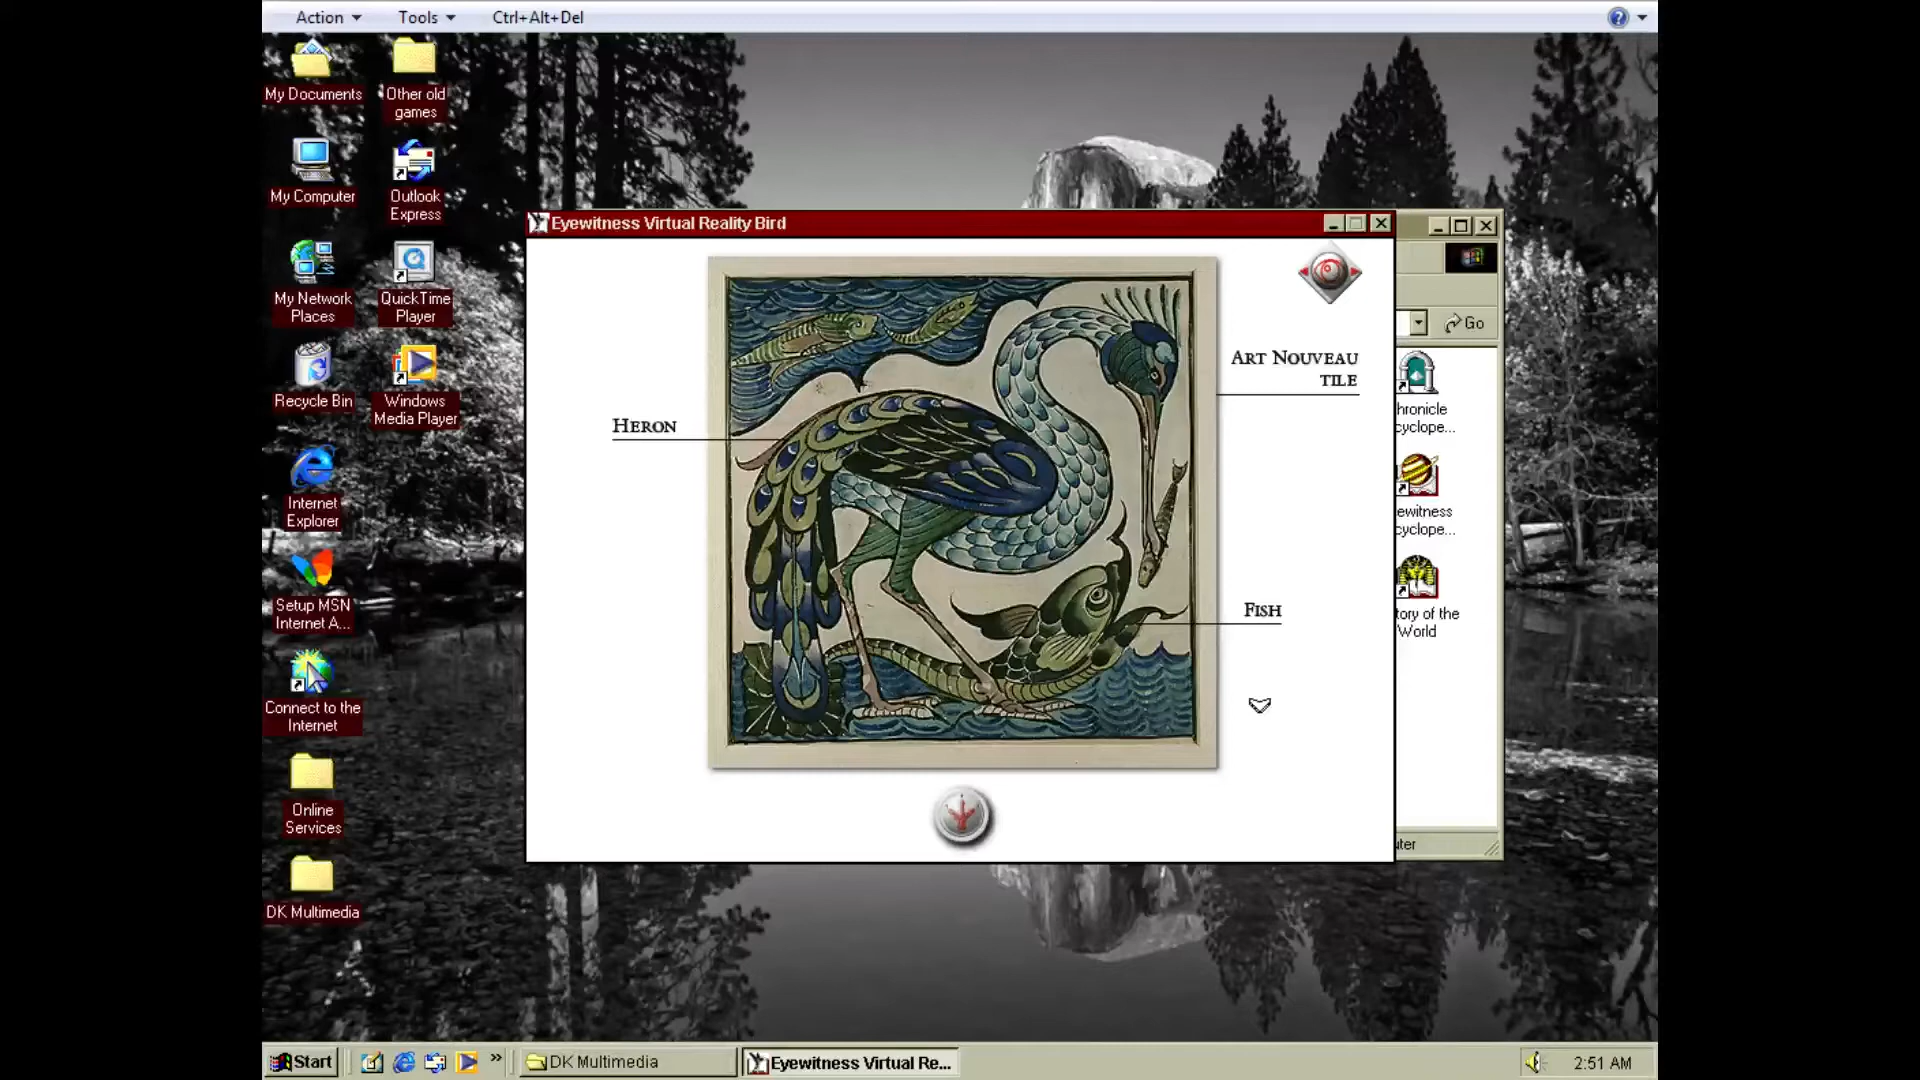 Action
Tools
Ctrl+Alt+Del
My Documents
Other old
games
My Computer
Outlook
Express
My Network
Places
QuickTime
Player
Recycle Bin
Windows
Media Player
Internet
Explorer
Setup MSN
Internet A...
Connect to the
Internet
Online
Services
DK Multimedia
Eyewitness Virtual Reality Bird
Heron
Art Nouveau
tile
Fish
Go
hronicle
cyclope...
ewitness
cyclope...
tory of the
World
uter
Start
»
DK Multimedia
Eyewitness Virtual Re...
2:51 AM